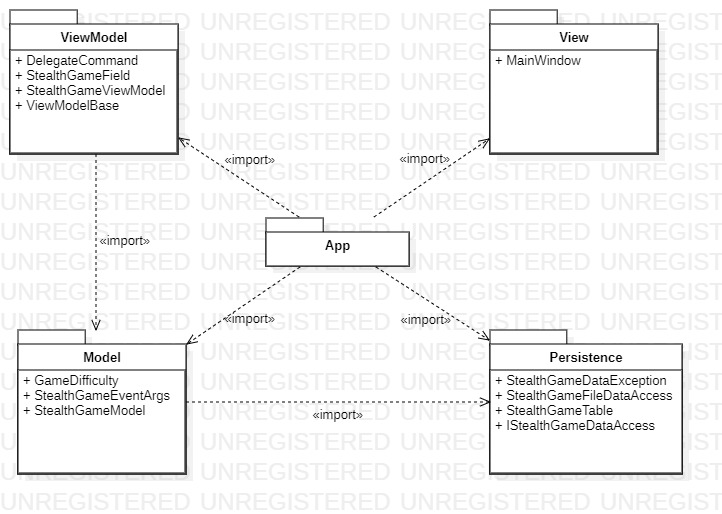 ViewModel
+ DelegateCommand
+ StealthGameField
+ StealthGameViewModel
+ ViewModelBase
View
+ MainWindow
«import»
«import»
«import»
App
«import»
«import»
Model
+ GameDifficulty
+ StealthGameEventArgs
+ StealthGameModel
Persistence
+ StealthGameDataException
+ StealthGameFileDataAccess
+ StealthGameTable
+ IStealthGameDataAccess
«import»
UNREGISTERED UNREGISTERED UNREGISTERED UNREGISTERED